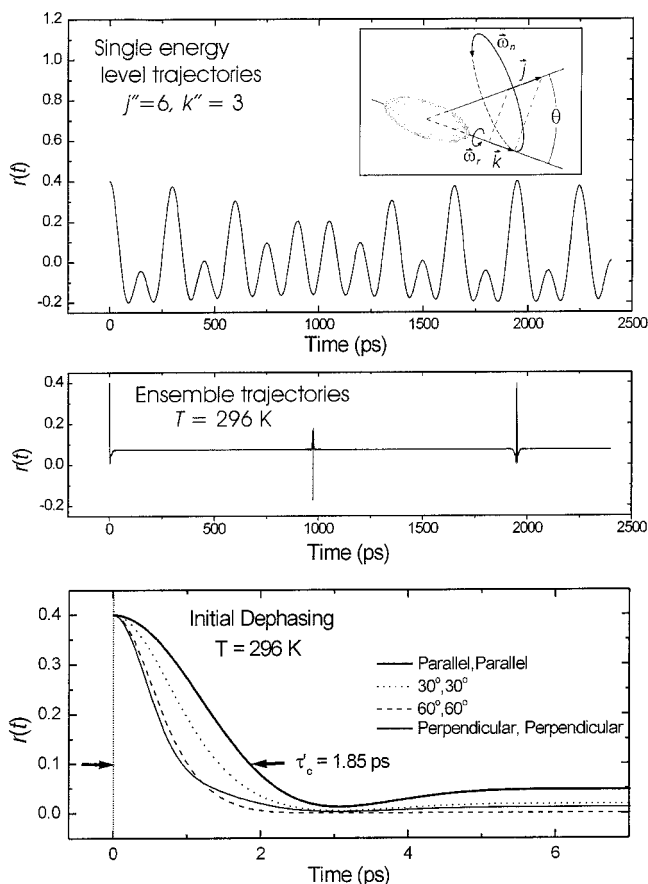 Single energy
level trajectories
j"=6, k" = 3
ω⃗n
j⃗
θ
ω⃗r
k⃗
r(t)
1.2
1.0
0.8
0.6
0.4
0.2
0.0
-0.2
0 500 1000 1500 2000 2500
Time (ps)
Ensemble trajectories
T = 296 K
r(t)
0.4
0.2
0.0
-0.2
0 500 1000 1500 2000 2500
Time (ps)
Initial Dephasing
T = 296 K
Parallel,Parallel
30°,30°
60°,60°
Perpendicular, Perpendicular
τ'c = 1.85 ps
r(t)
0.4
0.3
0.2
0.1
0.0
0 2 4 6
Time (ps)